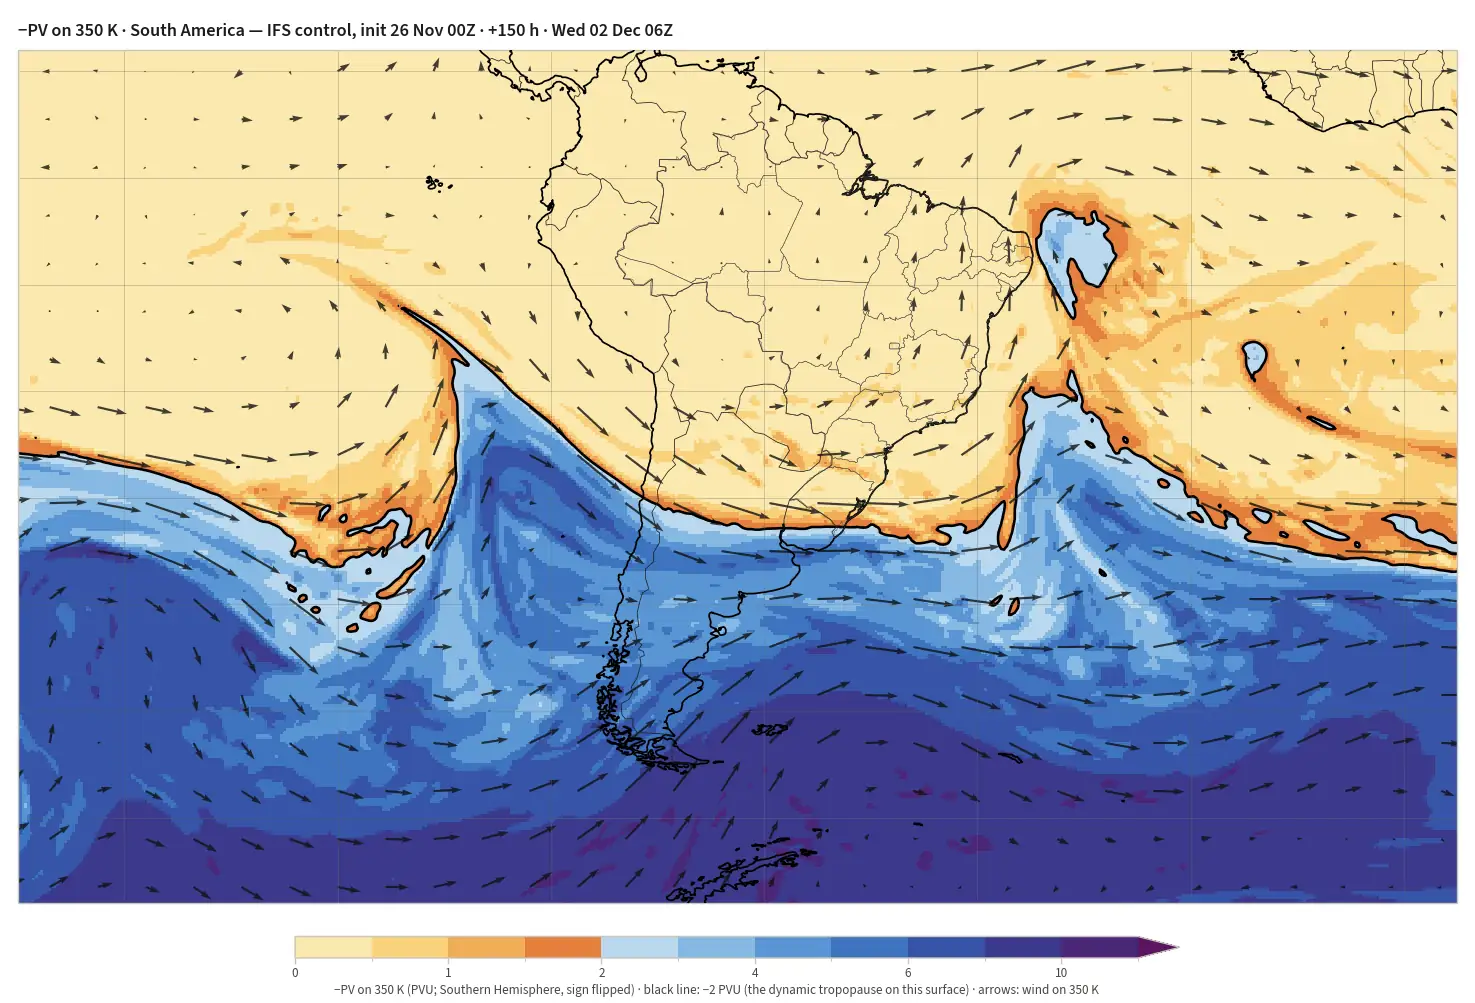 −PV on 350 K · South America — IFS control, init 26 Nov 00Z · +150 h · Wed 02 Dec 06Z
0 1 2 4 6 10
−PV on 350 K (PVU; Southern Hemisphere, sign flipped) · black line: −2 PVU (the dynamic tropopause on this surface) · arrows: wind on 350 K